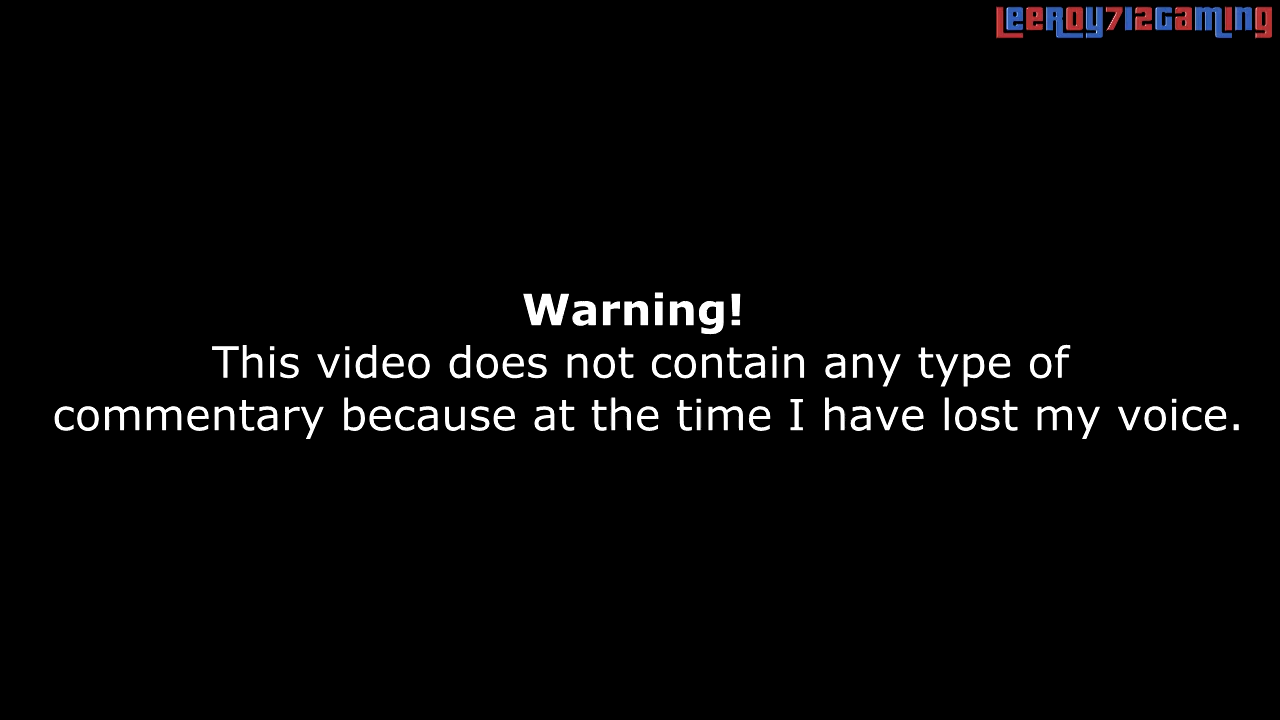 LEEROY712GAMING
Warning!
This video does not contain any type of
commentary because at the time I have lost my voice.